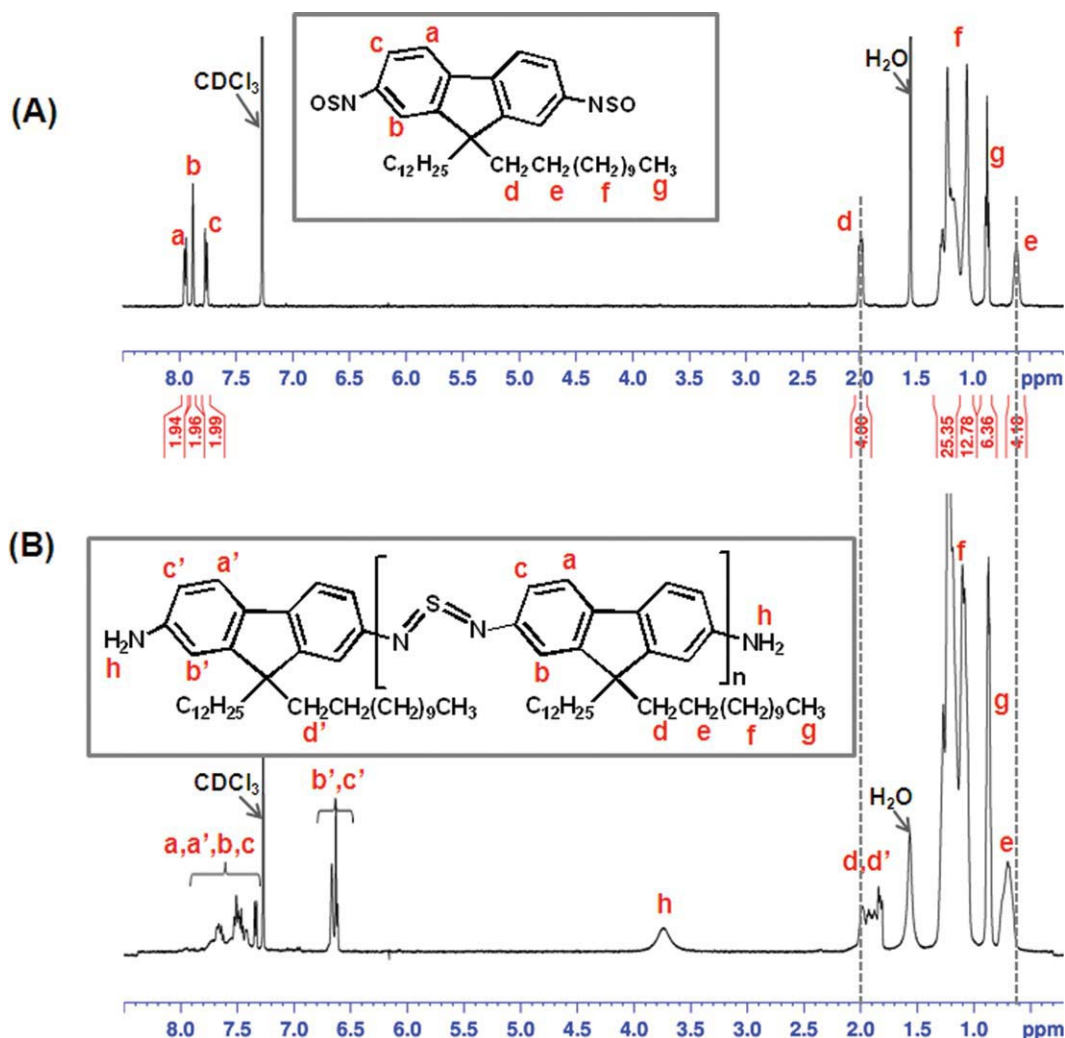 (A)
CDCl₃
a
b
c
c
a
OSN
NSO
b
C₁₂H₂₅
CH₂CH₂(CH₂)₉CH₃
d
e
f
g
H₂O
f
g
d
e
8.0 7.5 7.0 6.5 6.0 5.5 5.0 4.5 4.0 3.5 3.0 2.5 2.0 1.5 1.0 ppm
1.94 1.96 1.99 4.00 25.35 12.78 6.36 4.18
(B)
c' a' c a
S
H₂N N N NH₂
h b' b h
n
C₁₂H₂₅ CH₂CH₂(CH₂)₉CH₃ C₁₂H₂₅ CH₂CH₂(CH₂)₉CH₃
d' d e f g
CDCl₃
b',c'
a,a',b,c
h
d,d'
H₂O
f
g
e
8.0 7.5 7.0 6.5 6.0 5.5 5.0 4.5 4.0 3.5 3.0 2.5 2.0 1.5 1.0 ppm